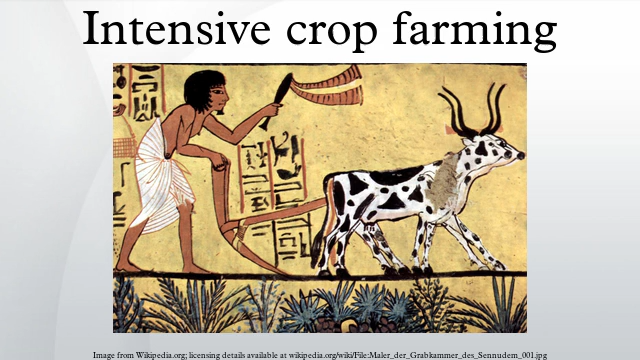 Intensive crop farming
Image from Wikipedia.org; licensing details available at wikipedia.org/wiki/File:Maler_der_Grabkammer_des_Sennudem_001.jpg